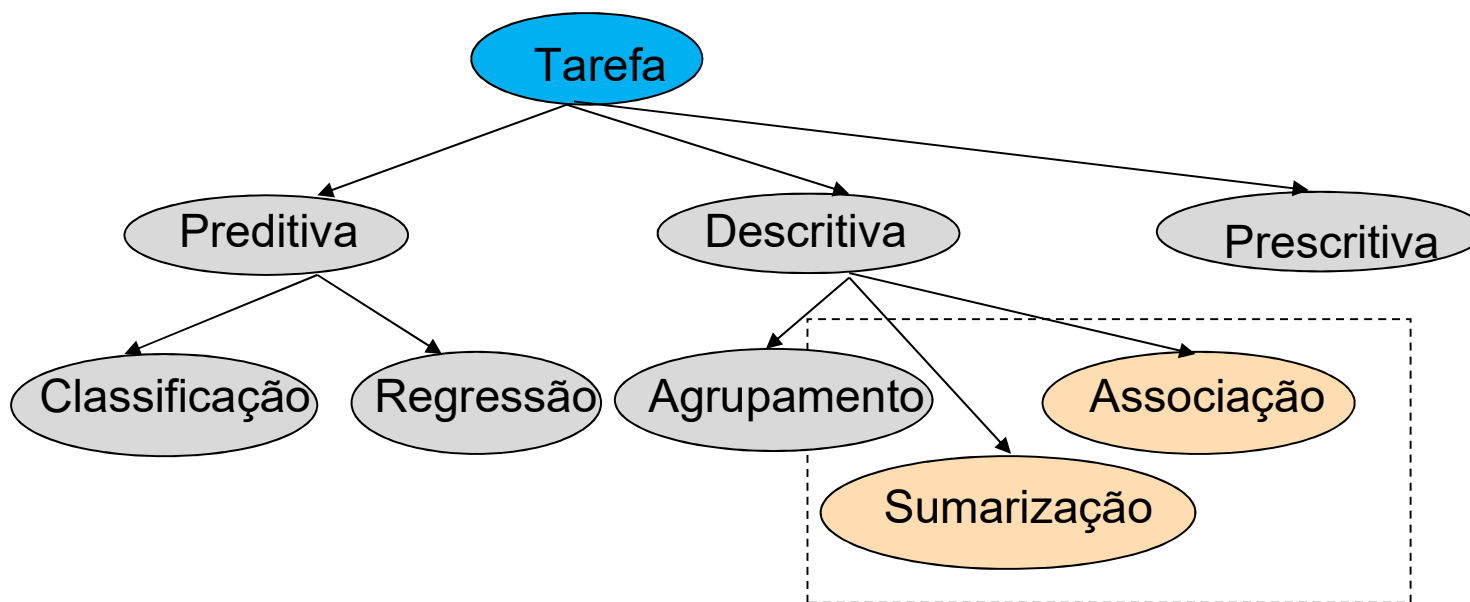 Tarefa
Preditiva
Descritiva
Prescritiva
Classificação
Regressão
Agrupamento
Associação
Sumarização